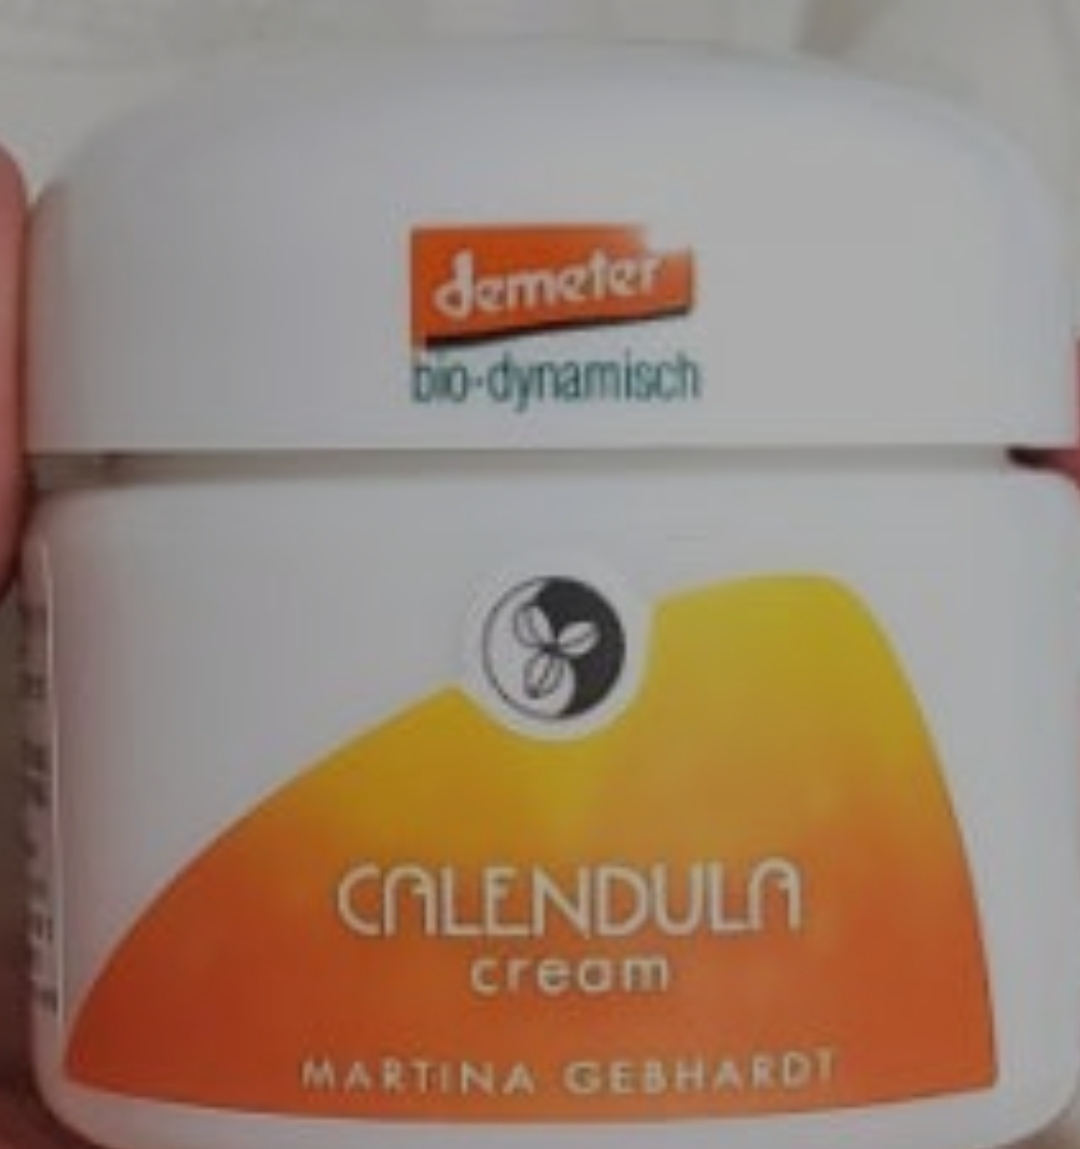 demeter
bio-dynamisch
CALENDULA
cream
MARTINA GEBHARDT